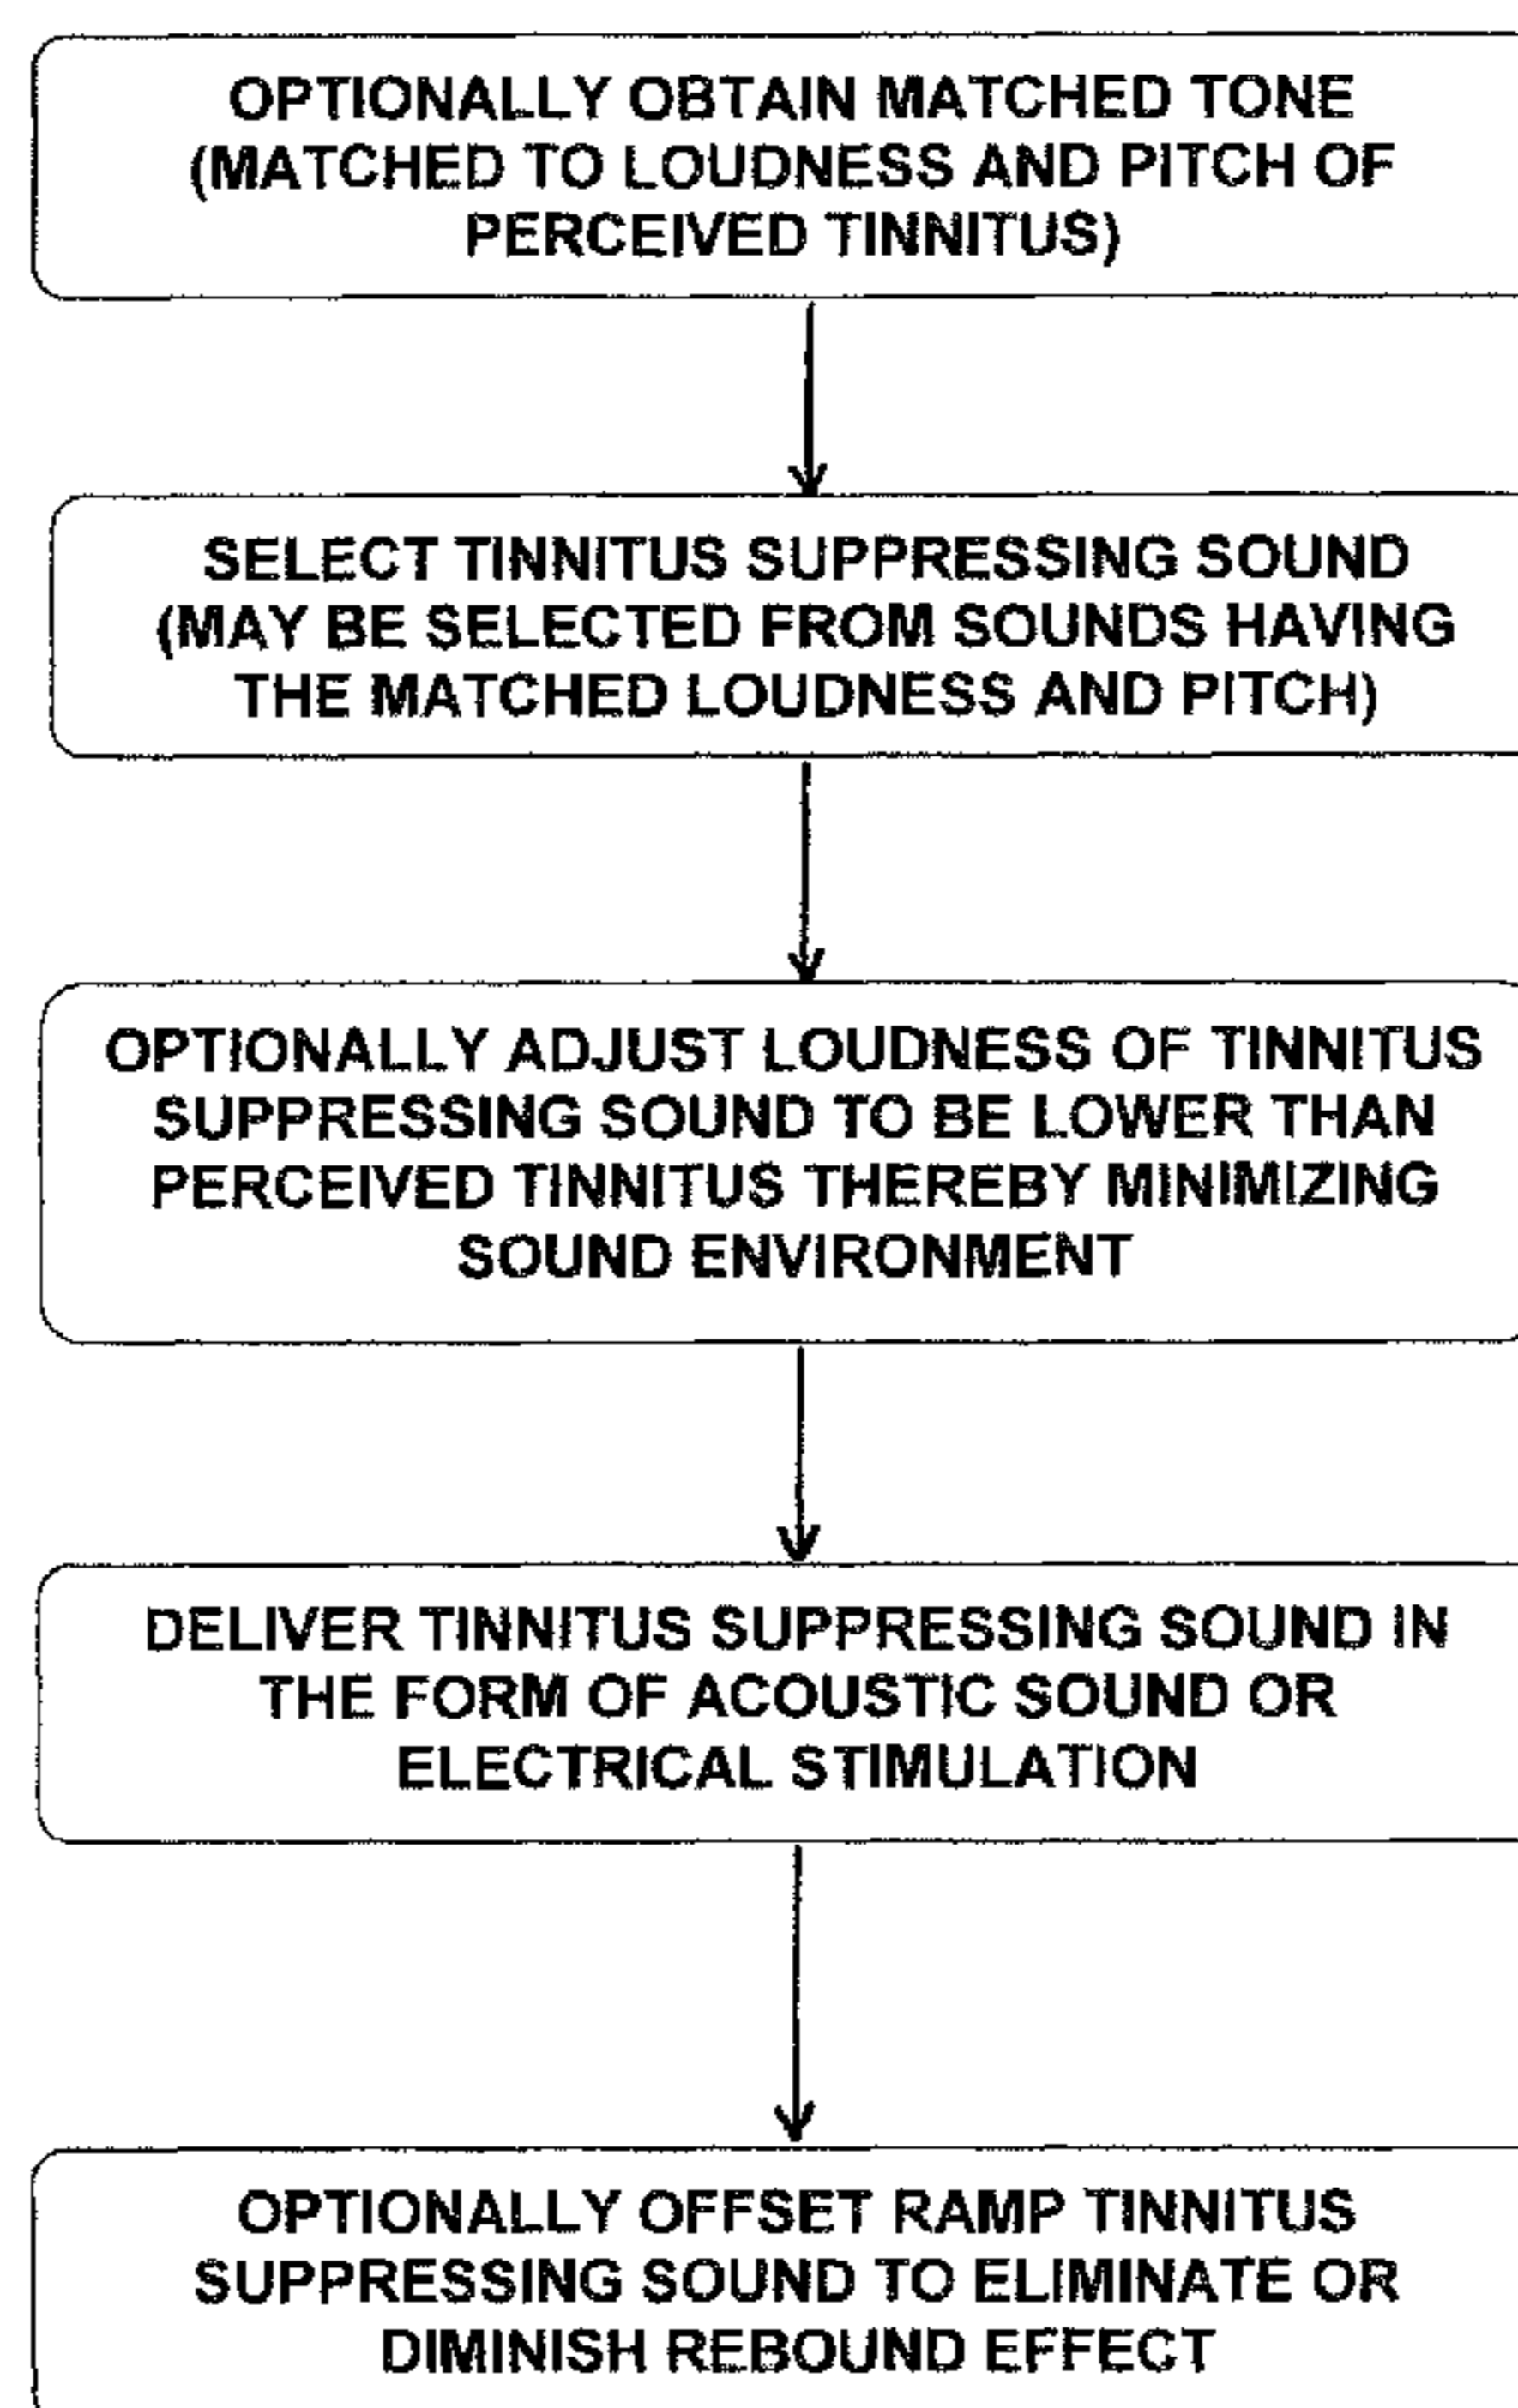 OPTIONALLY OBTAIN MATCHED TONE
(MATCHED TO LOUDNESS AND PITCH OF
PERCEIVED TINNITUS)
SELECT TINNITUS SUPPRESSING SOUND
(MAY BE SELECTED FROM SOUNDS HAVING
THE MATCHED LOUDNESS AND PITCH)
OPTIONALLY ADJUST LOUDNESS OF TINNITUS
SUPPRESSING SOUND TO BE LOWER THAN
PERCEIVED TINNITUS THEREBY MINIMIZING
SOUND ENVIRONMENT
DELIVER TINNITUS SUPPRESSING SOUND IN
THE FORM OF ACOUSTIC SOUND OR
ELECTRICAL STIMULATION
OPTIONALLY OFFSET RAMP TINNITUS
SUPPRESSING SOUND TO ELIMINATE OR
DIMINISH REBOUND EFFECT